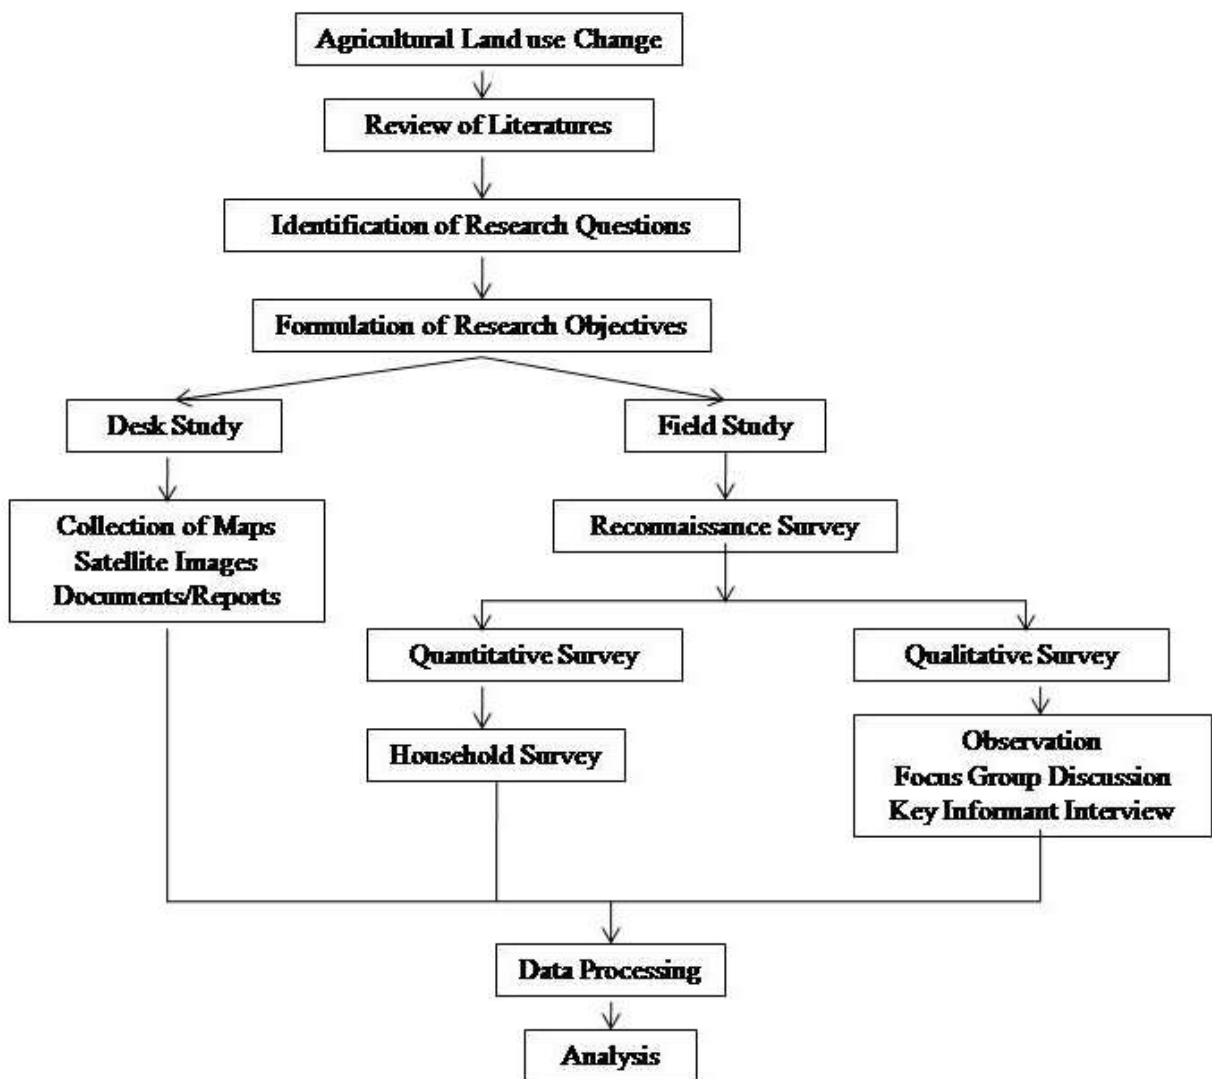 Agricultural Land use Change
Review of Literatures
Identification of Research Questions
Formulation of Research Objectives
Desk Study
Field Study
Collection of Maps
Satellite Images
Documents/Reports
Reconnaissance Survey
Quantitative Survey
Qualitative Survey
Household Survey
Observation
Focus Group Discussion
Key Informant Interview
Data Processing
Analysis